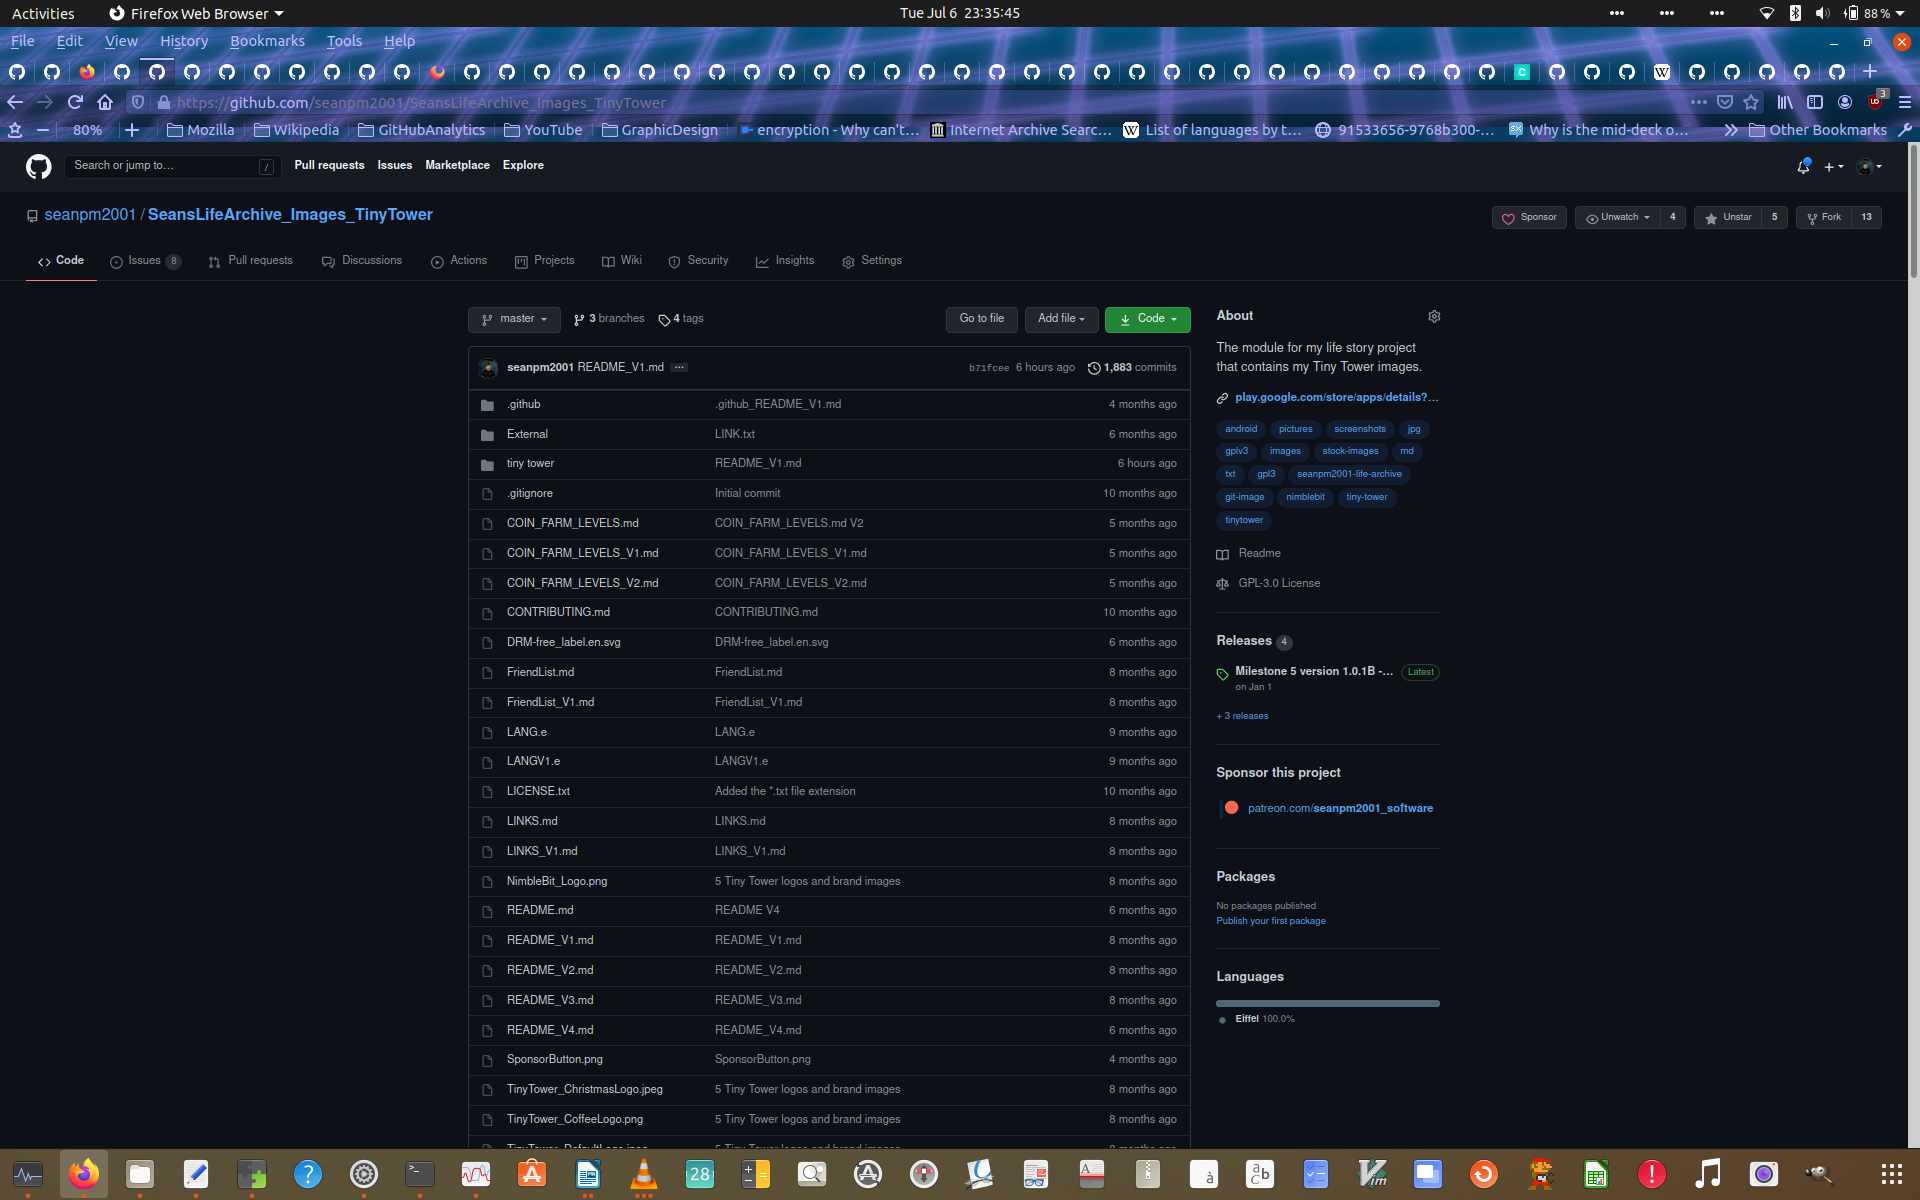 Activities Firefox Web Browser Tue Jul 6 23:35:45 88 %
File Edit View History Bookmarks Tools Help
https://github.com/seanpm2001/SeansLifeArchive_Images_TinyTower 3
80% Mozilla Wikipedia GitHubAnalytics YouTube GraphicDesign encryption - Why can't... Internet Archive Searc... List of languages by t... 91533656-9768b300-... Why is the mid-deck o... Other Bookmarks
Search or jump to... / Pull requests Issues Marketplace Explore
seanpm2001 / SeansLifeArchive_Images_TinyTower Sponsor Unwatch 4 Unstar 5 Fork 13
Code Issues 8 Pull requests Discussions Actions Projects Wiki Security Insights Settings
master 3 branches 4 tags Go to file Add file Code
seanpm2001 README_V1.md ... b71fcee 6 hours ago 1,883 commits
.github .github_README_V1.md 4 months ago
External LINK.txt 6 months ago
tiny tower README_V1.md 6 hours ago
.gitignore Initial commit 10 months ago
COIN_FARM_LEVELS.md COIN_FARM_LEVELS.md V2 5 months ago
COIN_FARM_LEVELS_V1.md COIN_FARM_LEVELS_V1.md 5 months ago
COIN_FARM_LEVELS_V2.md COIN_FARM_LEVELS_V2.md 5 months ago
CONTRIBUTING.md CONTRIBUTING.md 10 months ago
DRM-free_label.en.svg DRM-free_label.en.svg 6 months ago
FriendList.md FriendList.md 8 months ago
FriendList_V1.md FriendList_V1.md 8 months ago
LANG.e LANG.e 9 months ago
LANGV1.e LANGV1.e 9 months ago
LICENSE.txt Added the *.txt file extension 10 months ago
LINKS.md LINKS.md 8 months ago
LINKS_V1.md LINKS_V1.md 8 months ago
NimbleBit_Logo.png 5 Tiny Tower logos and brand images 8 months ago
README.md README V4 6 months ago
README_V1.md README_V1.md 8 months ago
README_V2.md README_V2.md 8 months ago
README_V3.md README_V3.md 8 months ago
README_V4.md README_V4.md 6 months ago
SponsorButton.png SponsorButton.png 4 months ago
TinyTower_ChristmasLogo.jpeg 5 Tiny Tower logos and brand images 8 months ago
TinyTower_CoffeeLogo.png 5 Tiny Tower logos and brand images 8 months ago
About
The module for my life story project
that contains my Tiny Tower images.
play.google.com/store/apps/details?...
android pictures screenshots jpg
gplv3 images stock-images md
txt gpl3 seanpm2001-life-archive
git-image nimblebit tiny-tower
tinytower
Readme
GPL-3.0 License
Releases 4
Milestone 5 version 1.0.1B -... Latest
on Jan 1
+ 3 releases
Sponsor this project
patreon.com/seanpm2001_software
Packages
No packages published
Publish your first package
Languages
Eiffel 100.0%
28